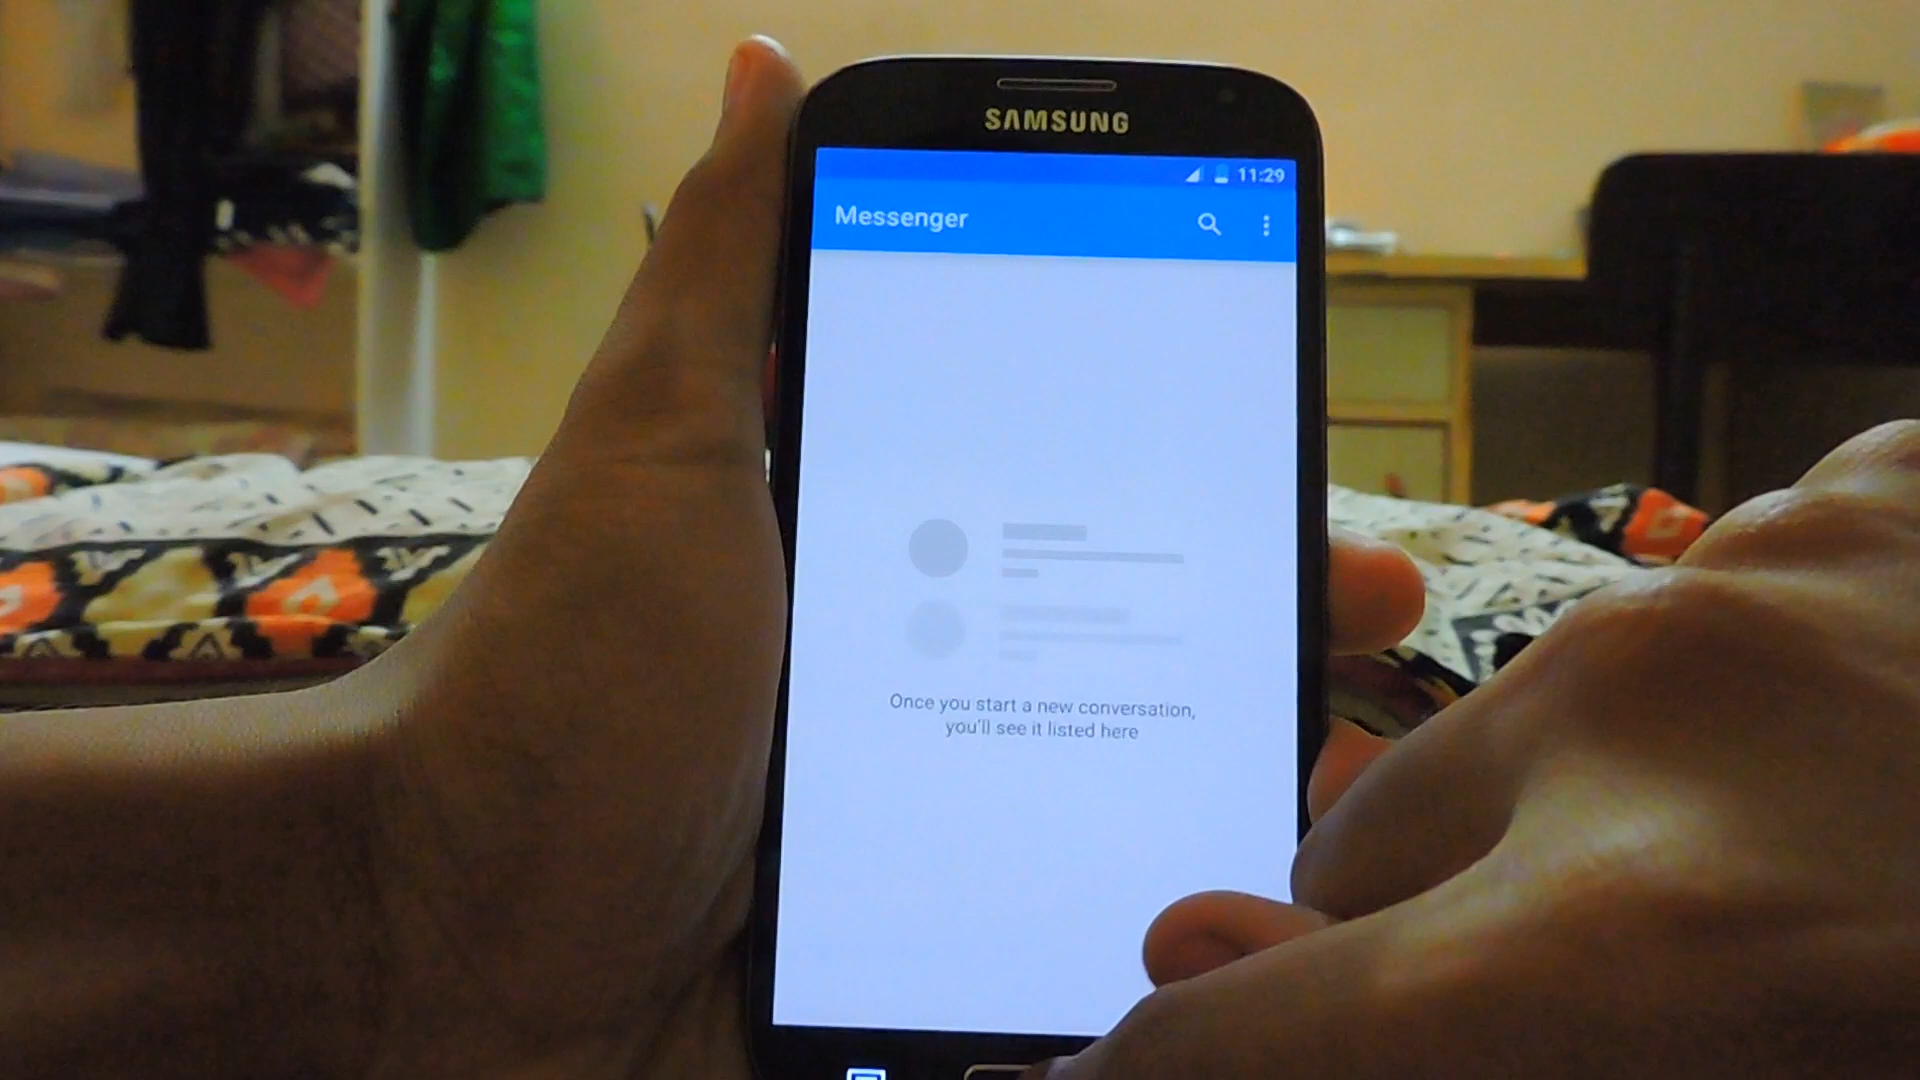 SAMSUNG
11:29
Messenger
Once you start a new conversation,
you'll see it listed here